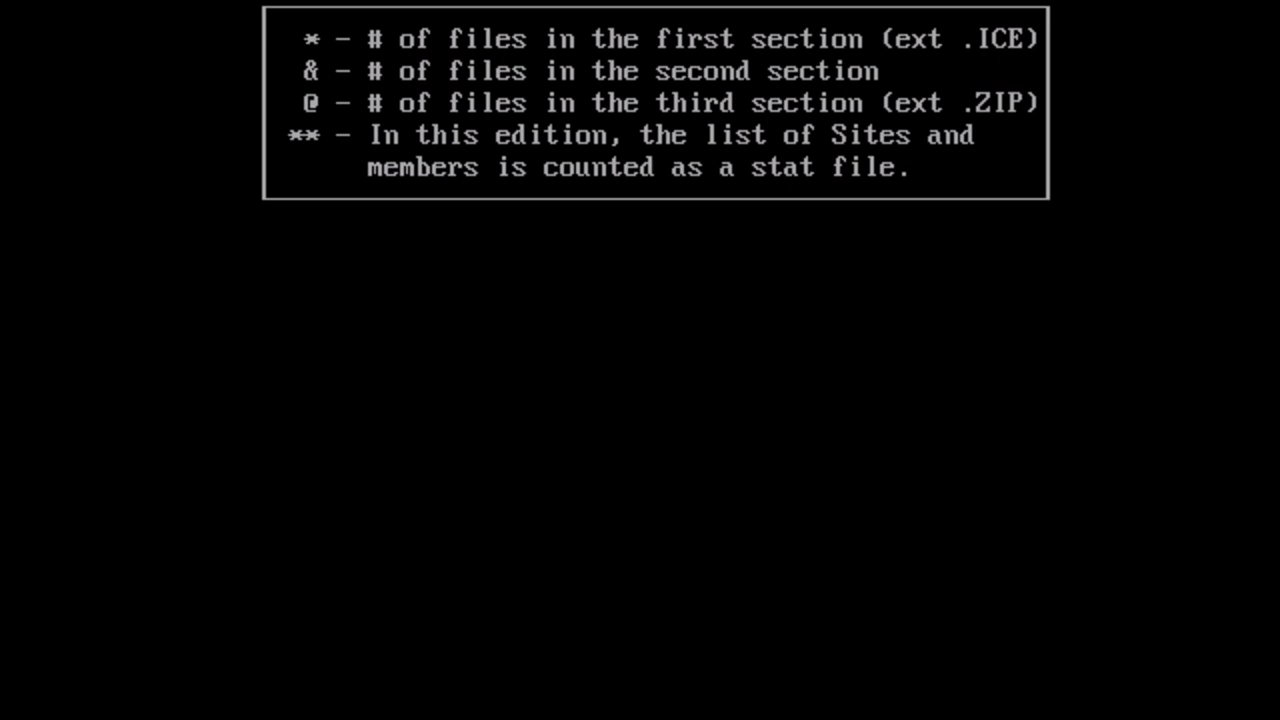 * - # of files in the first section (ext .ICE)
& - # of files in the second section
@ - # of files in the third section (ext .ZIP)
** - In this edition, the list of Sites and
members is counted as a stat file.